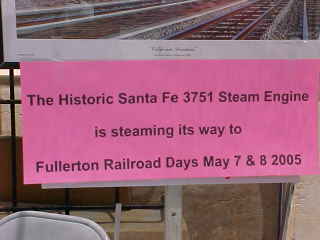 The Historic Santa Fe 3751 Steam Engine
is steaming its way to
Fullerton Railroad Days May 7 & 8 2005